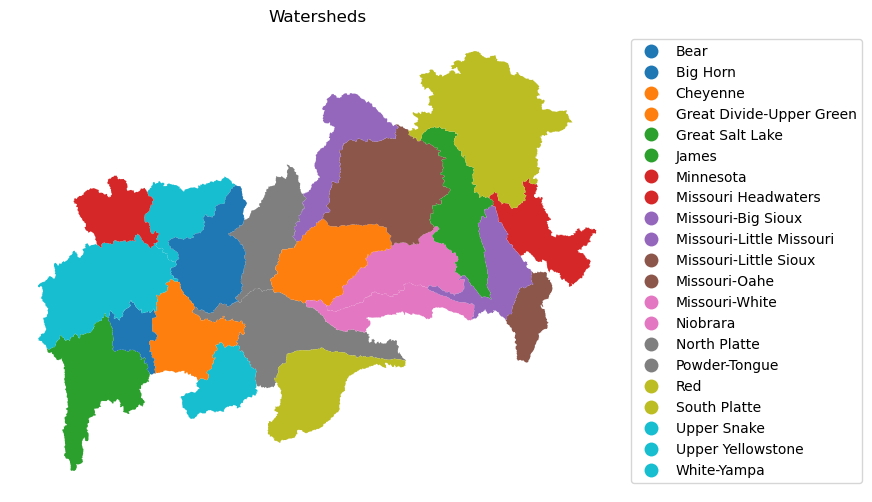 Watersheds
Bear
Big Horn
Cheyenne
Great Divide-Upper Green
Great Salt Lake
James
Minnesota
Missouri Headwaters
Missouri-Big Sioux
Missouri-Little Missouri
Missouri-Little Sioux
Missouri-Oahe
Missouri-White
Niobrara
North Platte
Powder-Tongue
Red
South Platte
Upper Snake
Upper Yellowstone
White-Yampa